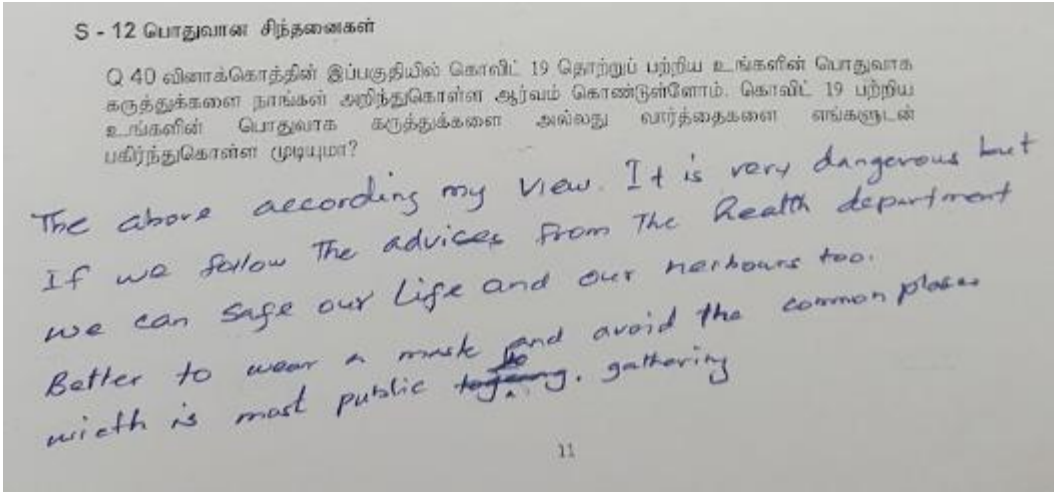 S - 12 பொதுவான சிந்தனைகள்
Q 40 வினாக்கொத்தின் இப்பகுதியில் கொவிட் 19 தொற்றுப் பற்றிய உங்களின் பொதுவாக
கருத்துக்களை நாங்கள் அறிந்துகொள்ள ஆர்வம் கொண்டுள்ளோம். கொவிட் 19 பற்றிய
உங்களின் பொதுவாக கருத்துக்களை அல்லது வார்த்தைகளை எங்களுடன்
பகிர்ந்துகொள்ள முடியுமா?
The above according my view. It is very dangerous but
If we follow The advices from The Health department
we can safe our Life and our neibours too.
Better to wear a mask and avoid the common places
wicth is most public to gathering
11